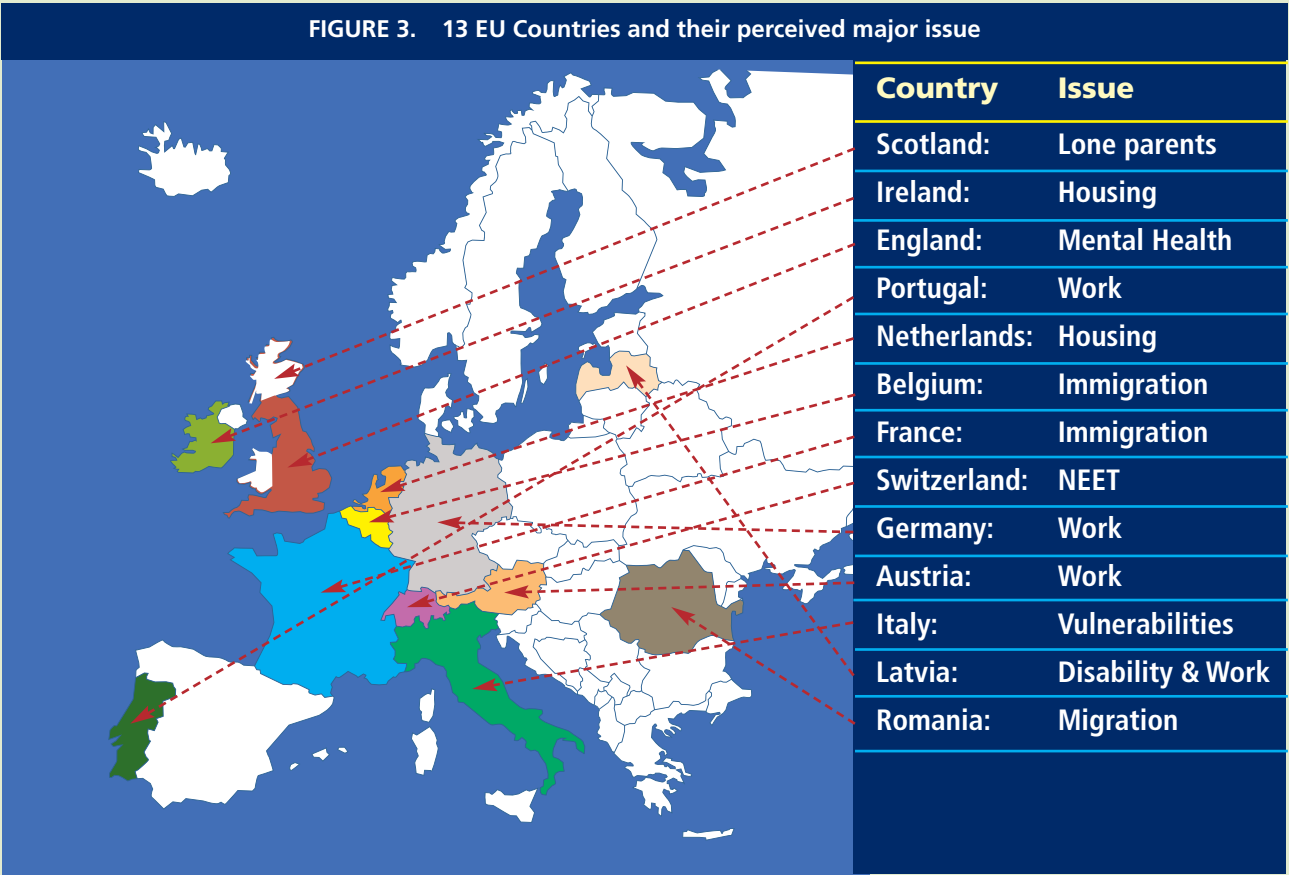 FIGURE 3. 13 EU Countries and their perceived major issue
Country Issue
Scotland: Lone parents
Ireland: Housing
England: Mental Health
Portugal: Work
Netherlands: Housing
Belgium: Immigration
France: Immigration
Switzerland: NEET
Germany: Work
Austria: Work
Italy: Vulnerabilities
Latvia: Disability & Work
Romania: Migration